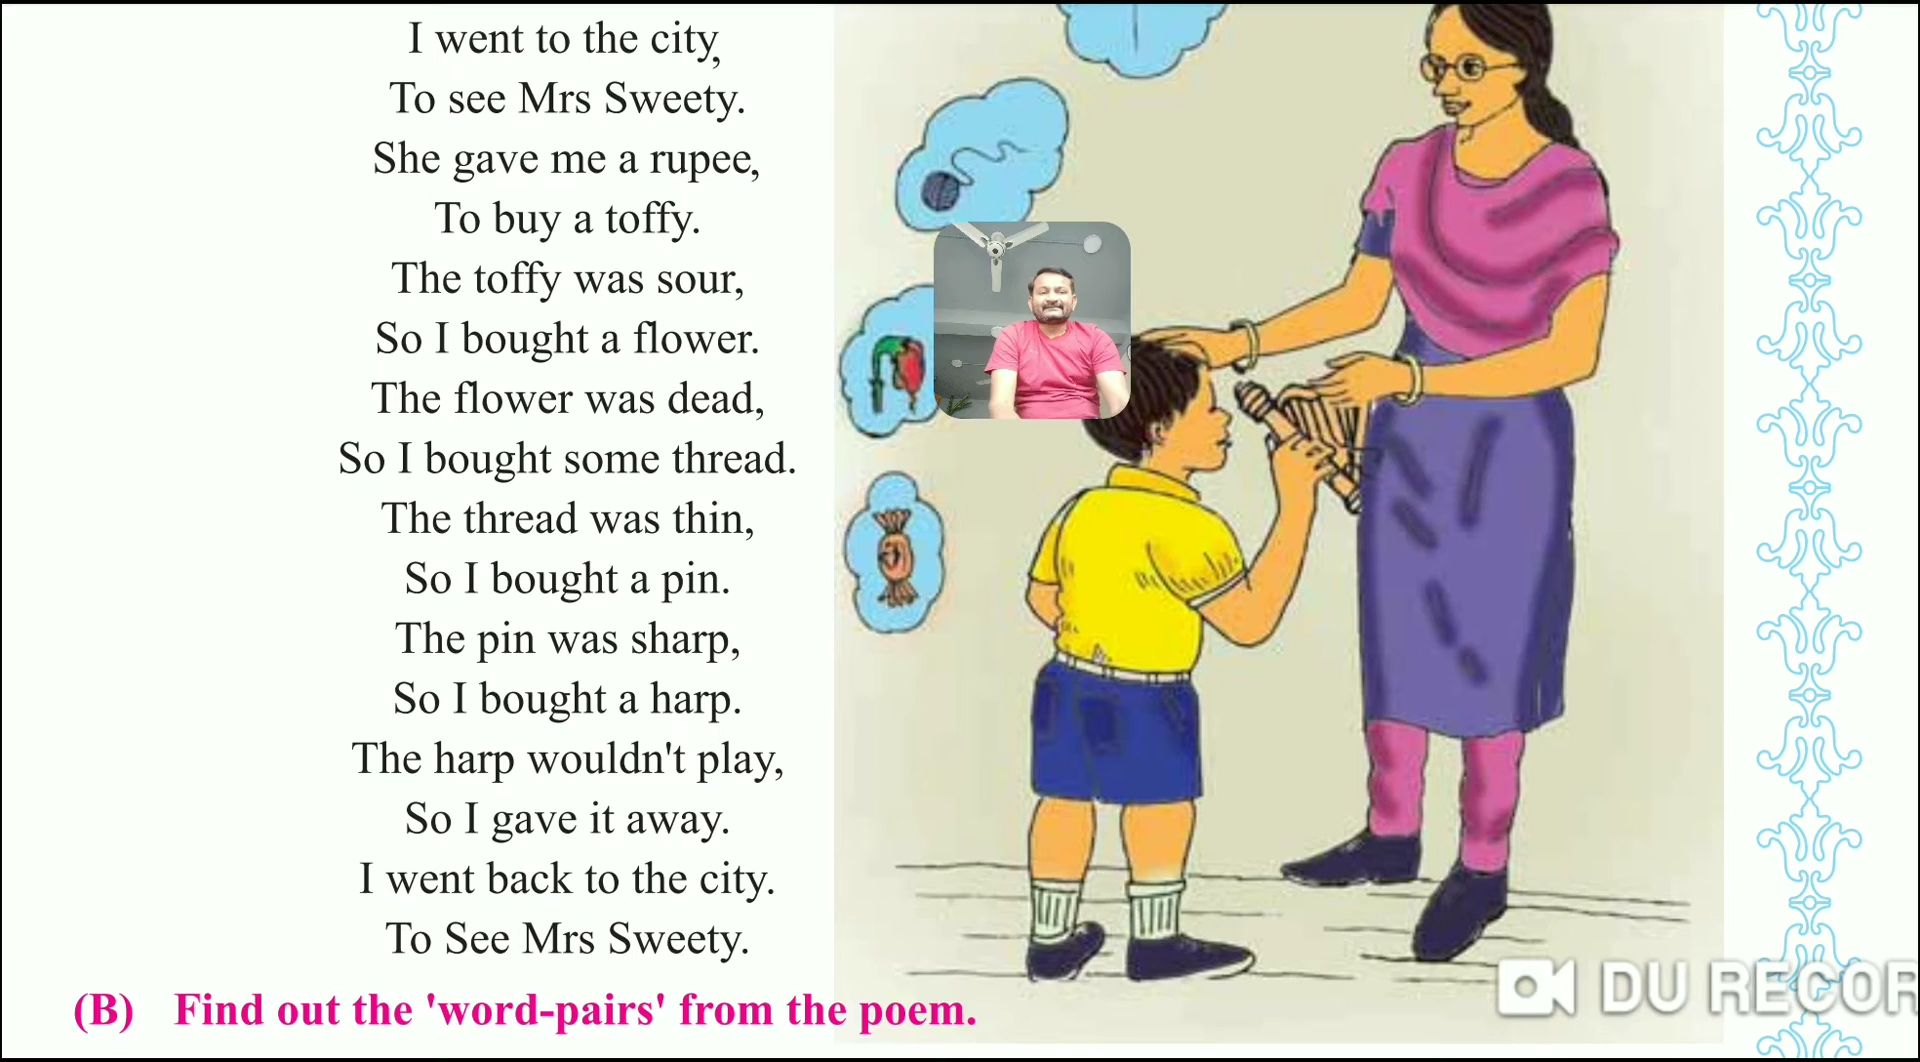 I went to the city,
To see Mrs Sweety.
She gave me a rupee,
To buy a toffy.
The toffy was sour,
So I bought a flower.
The flower was dead,
So I bought some thread.
The thread was thin,
So I bought a pin.
The pin was sharp,
So I bought a harp.
The harp wouldn't play,
So I gave it away.
I went back to the city.
To See Mrs Sweety.
(B) Find out the 'word-pairs' from the poem.
DU RECOR